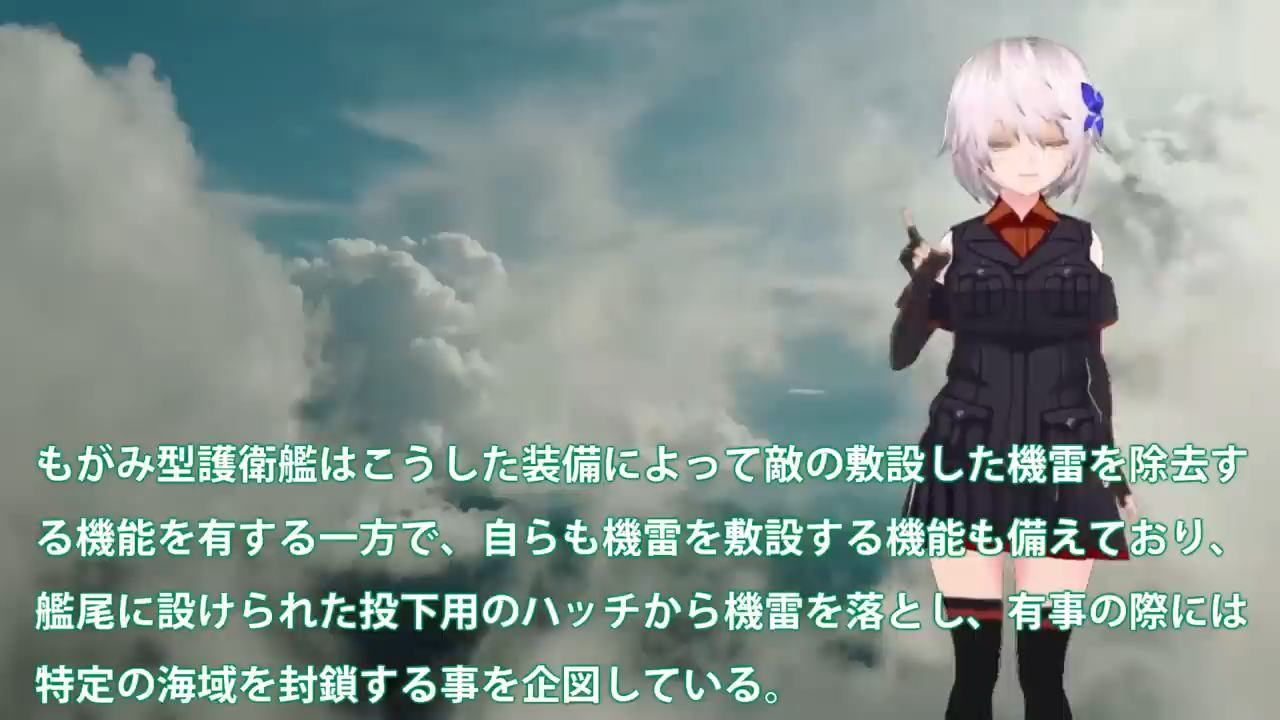 もがみ型護衛艦はこうした装備によって敵の敷設した機雷を除去す
る機能を有する一方で、自らも機雷を敷設する機能も備えており、
艦尾に設けられた投下用のハッチから機雷を落とし、有事の際には
特定の海域を封鎖する事を企図している。